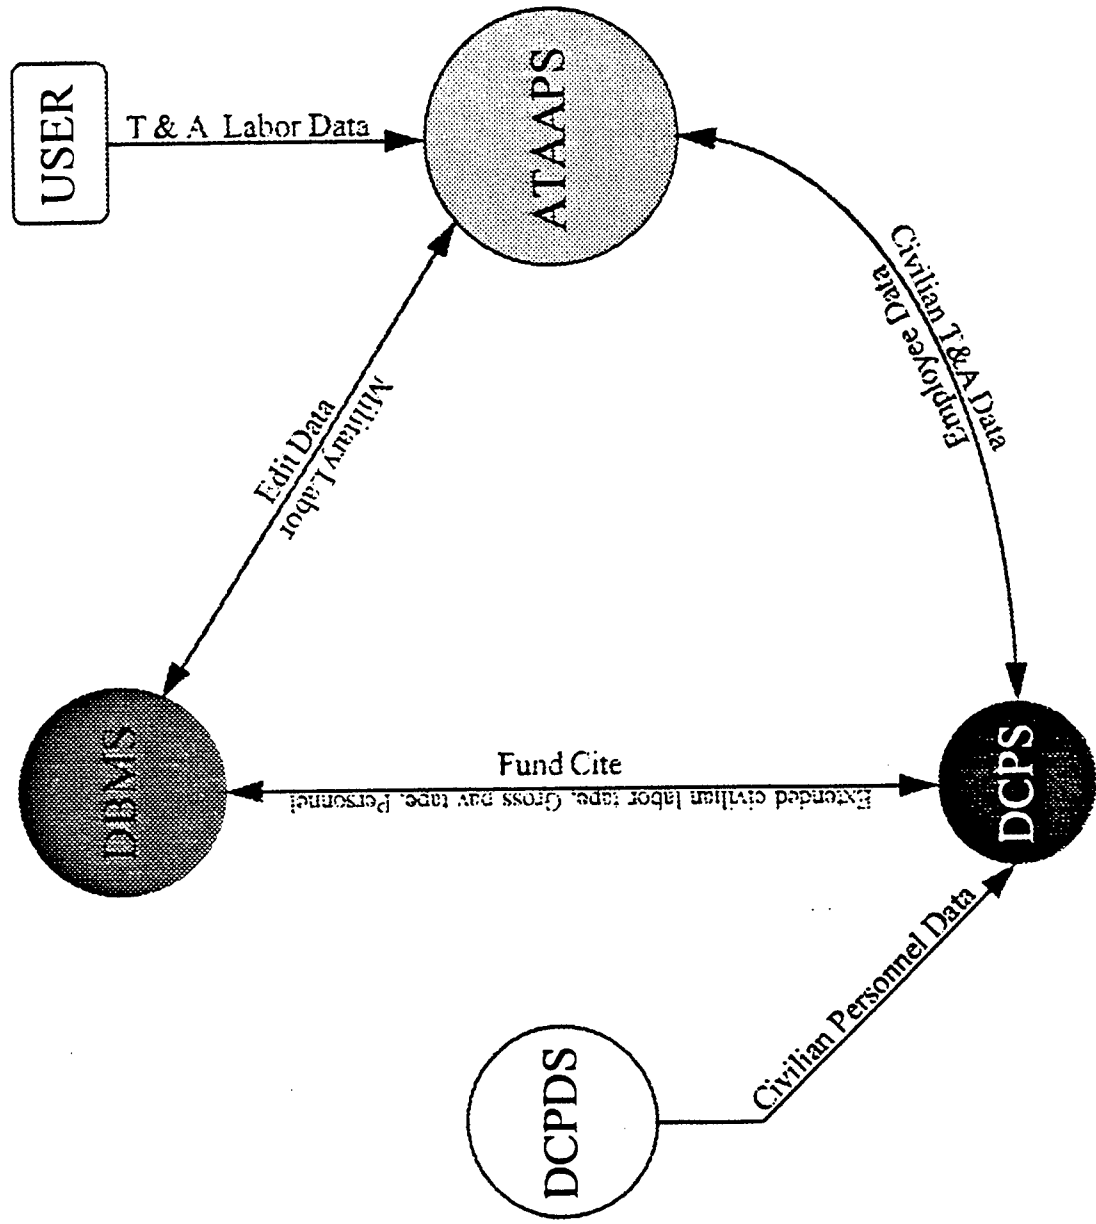 USER
T & A Labor Data
ATAAPS
Edit Data
Military Labor
Civilian T & A Data
Employee Data
DBMS
Fund Cite
Extended civilian labor tape, Gross pay tape, Personnel
DCPS
DCPDS
Civilian Personnel Data